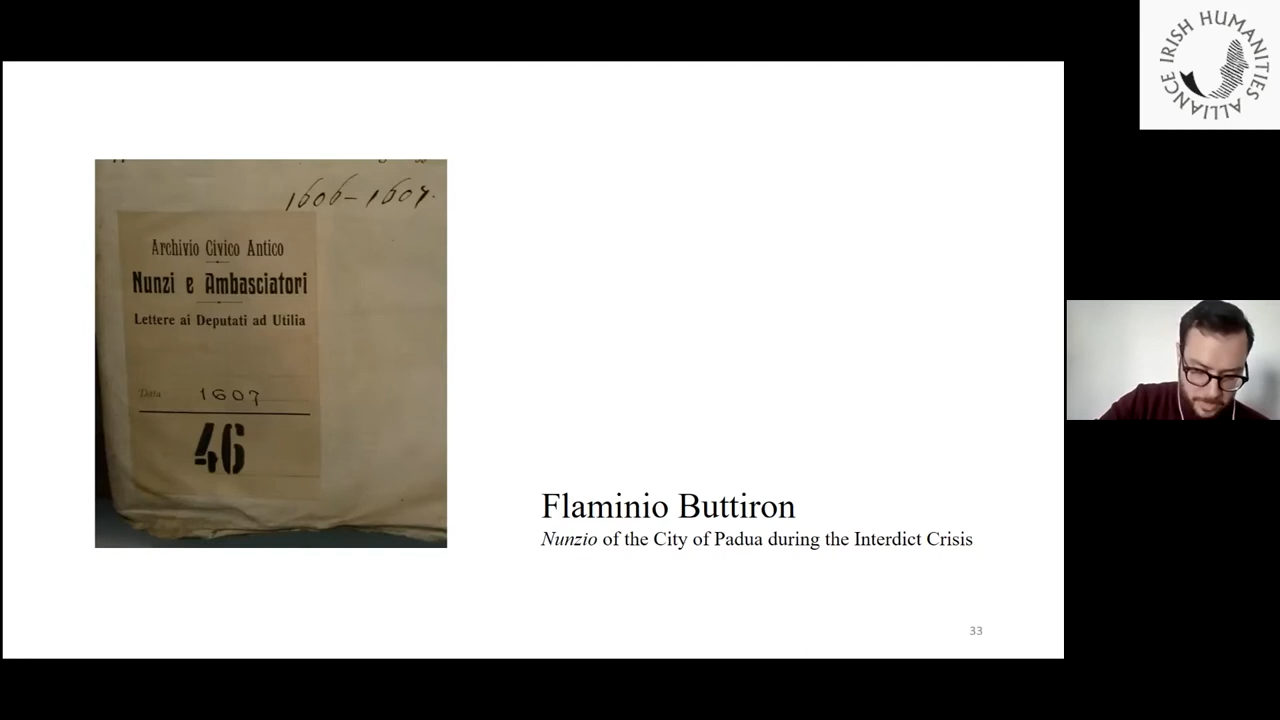 IRISH HUMANITIES ALLIANCE
1606-1607.
Archivio Civico Antico
Nunzi e Ambasciatori
Lettere ai Deputati ad Utilia
Data 1607
46
Flaminio Buttiron
Nunzio of the City of Padua during the Interdict Crisis
33